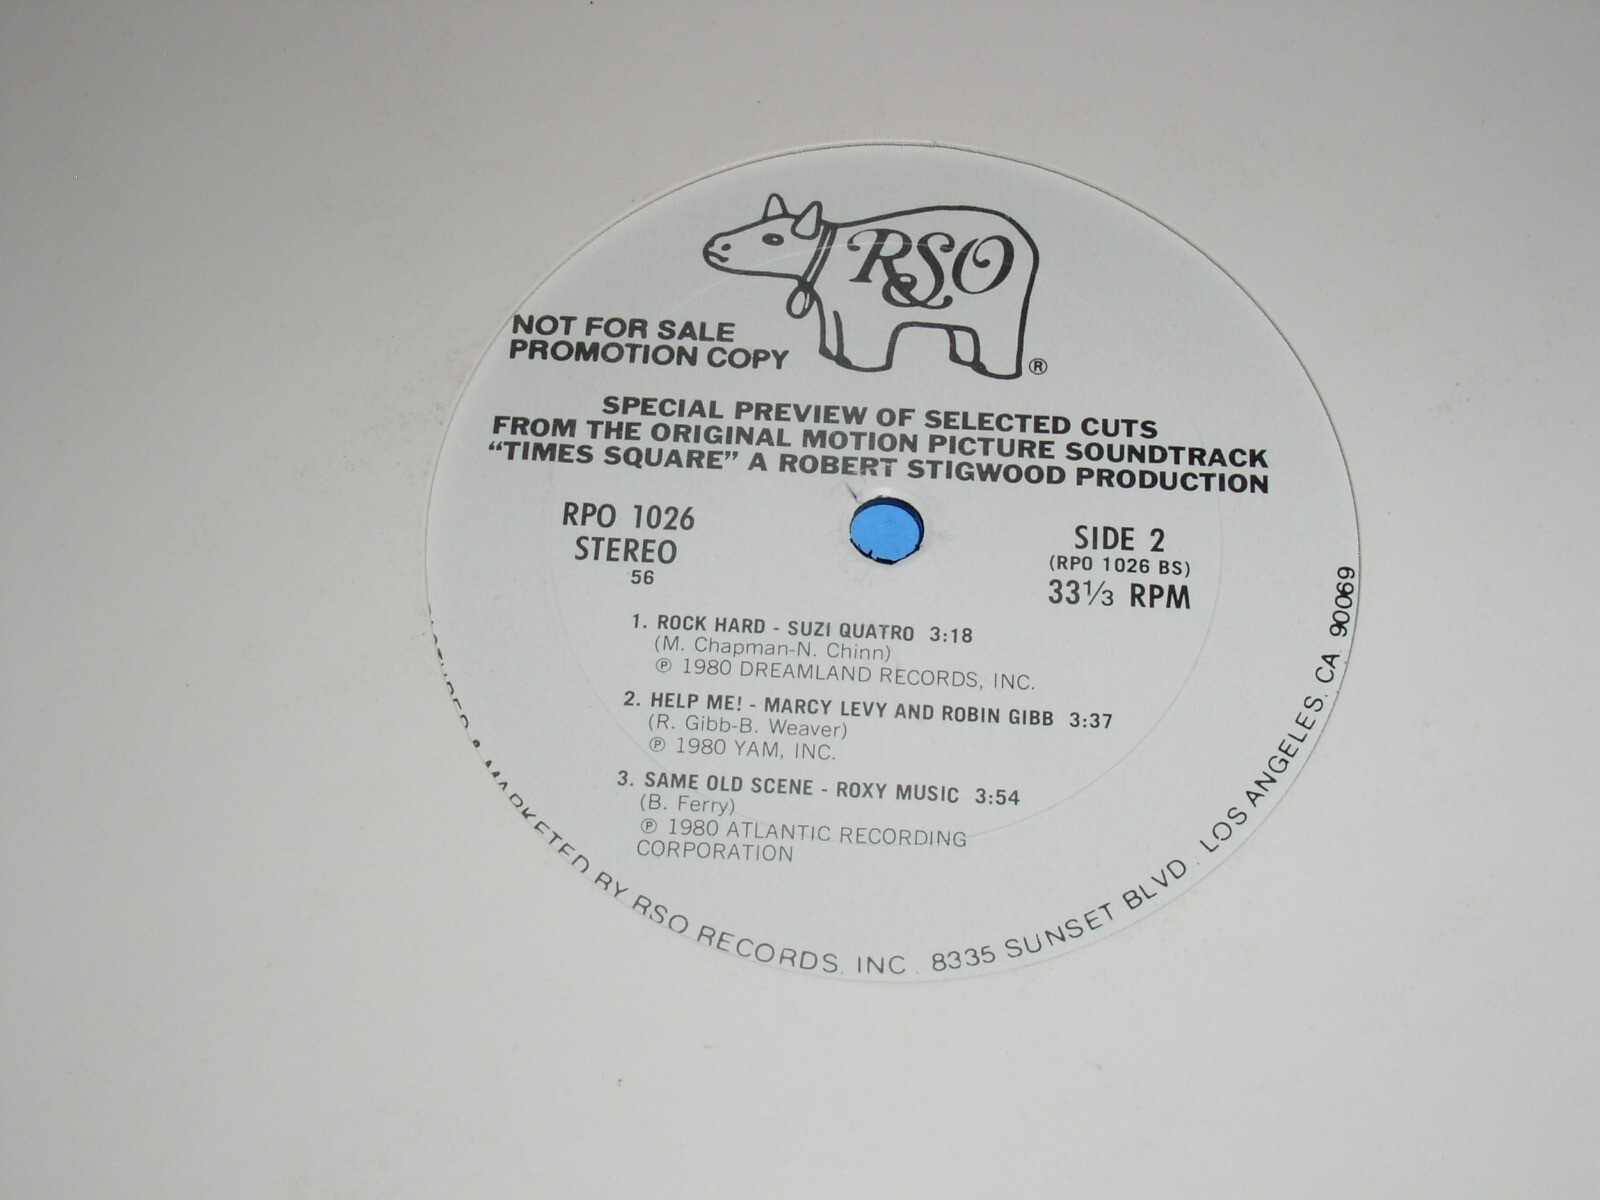 RSO
®
NOT FOR SALE
PROMOTION COPY
SPECIAL PREVIEW OF SELECTED CUTS
FROM THE ORIGINAL MOTION PICTURE SOUNDTRACK
“TIMES SQUARE” A ROBERT STIGWOOD PRODUCTION
RPO 1026
STEREO
56
SIDE 2
(RPO 1026 BS)
33⅓ RPM
1. ROCK HARD - SUZI QUATRO 3:18
(M. Chapman-N. Chinn)
℗ 1980 DREAMLAND RECORDS, INC.
2. HELP ME! - MARCY LEVY AND ROBIN GIBB 3:37
(R. Gibb-B. Weaver)
℗ 1980 YAM, INC.
3. SAME OLD SCENE - ROXY MUSIC 3:54
(B. Ferry)
℗ 1980 ATLANTIC RECORDING
CORPORATION
& MARKETED BY RSO RECORDS, INC. 8335 SUNSET BLVD. LOS ANGELES, CA 90069